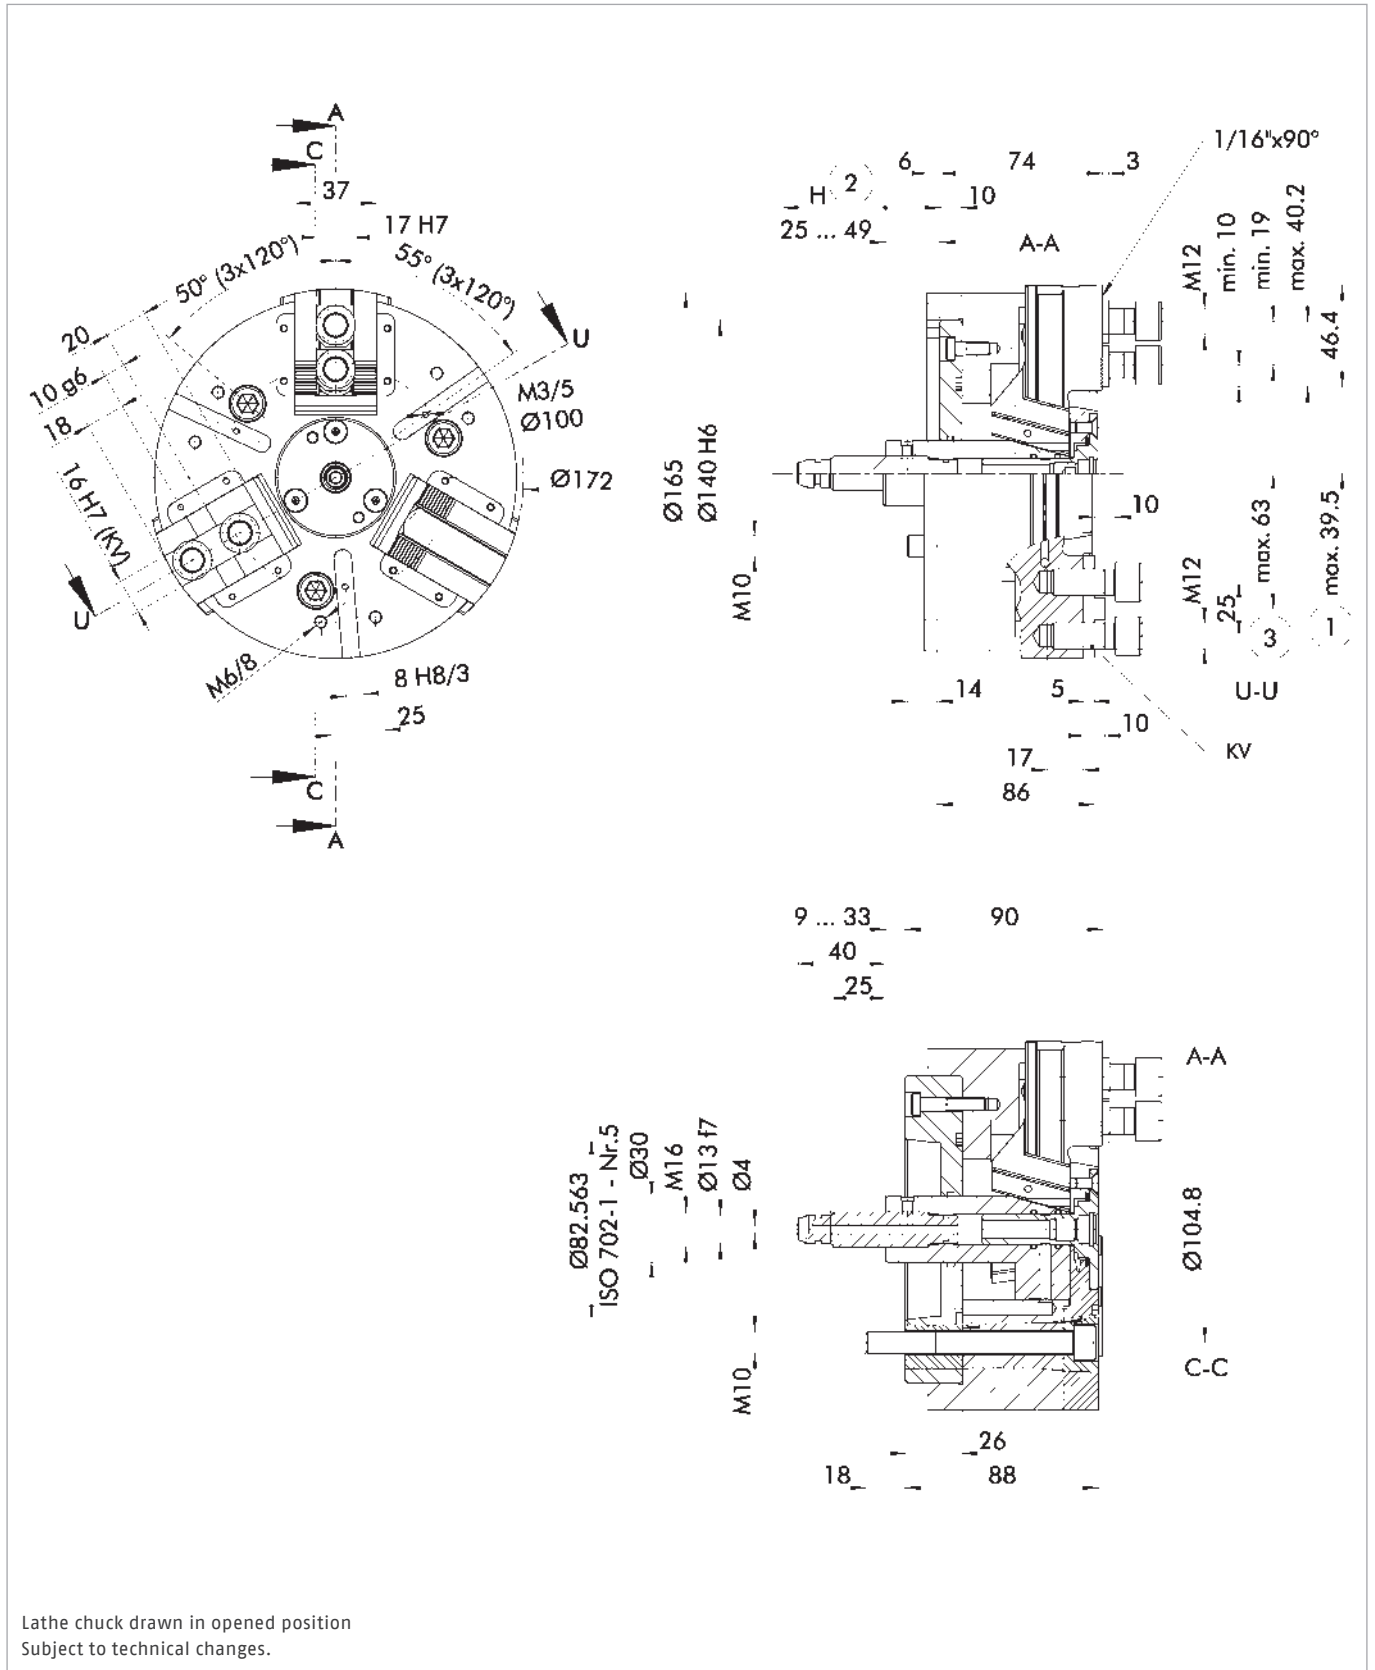 A
C
37
17 H7
50° (3x120°)
55° (3x120°)
U
20
10 g6
18
16 H7 (KV)
M3/5
Ø100
Ø172
U
M6/8
8 H8/3
25
C
A
1/16"x90°
6
74
3
H
2
10
25 ... 49
A-A
M12
min. 10
min. 19
max. 40.2
46.4
Ø165
Ø140 H6
M10
10
M12
25
max. 63
max. 39.5
3
1
14
5
U-U
10
KV
17
86
9 ... 33
90
40
25
A-A
Ø82.563
ISO 702-1 - Nr.5
Ø30
M16
Ø13 f7
Ø4
Ø104.8
M10
C-C
26
18
88
Lathe chuck drawn in opened position
Subject to technical changes.